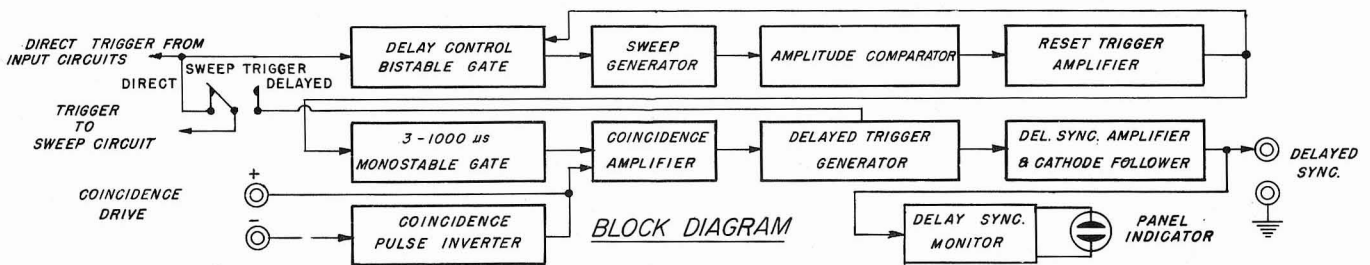 DIRECT TRIGGER FROM
INPUT CIRCUITS
SWEEP TRIGGER
DIRECT
DELAYED
TRIGGER
TO
SWEEP CIRCUIT
DELAY CONTROL
BISTABLE GATE
SWEEP
GENERATOR
AMPLITUDE COMPARATOR
RESET TRIGGER
AMPLIFIER
3-1000 μs
MONOSTABLE GATE
COINCIDENCE
AMPLIFIER
DELAYED TRIGGER
GENERATOR
DEL. SYNC. AMPLIFIER
& CATHODE FOLLOWER
DELAYED
SYNC.
COINCIDENCE
DRIVE
+
−
COINCIDENCE
PULSE INVERTER
BLOCK DIAGRAM
DELAY SYNC.
MONITOR
PANEL
INDICATOR